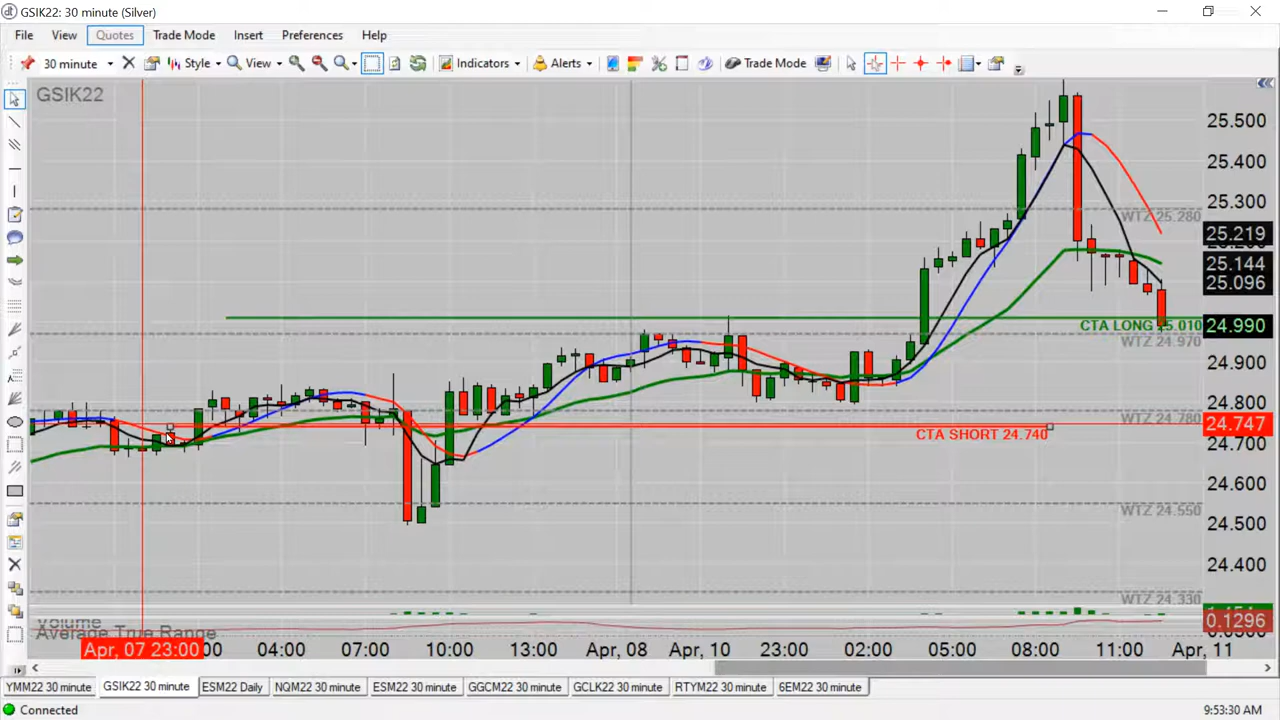 GSIK22: 30 minute (Silver)
File View Quotes Trade Mode Insert Preferences Help
30 minute Style View Indicators Alerts Trade Mode
GSIK22
25.500
25.400
25.300
WTZ 25.280
25.219
25.144
25.096
CTA LONG 25.010
24.990
WTZ 24.970
24.900
24.800
WTZ 24.780
24.747
CTA SHORT 24.740
24.700
24.600
WTZ 24.550
24.500
24.400
WTZ 24.330
Volume
0.1296
Average True Range
Apr, 07 23:00 04:00 07:00 10:00 13:00 Apr, 08 Apr, 10 23:00 02:00 05:00 08:00 11:00 Apr, 11
YMM22 30 minute GSIK22 30 minute ESM22 Daily NQM22 30 minute ESM22 30 minute GGCM22 30 minute GCLK22 30 minute RTYM22 30 minute 6EM22 30 minute
Connected 9:53:30 AM